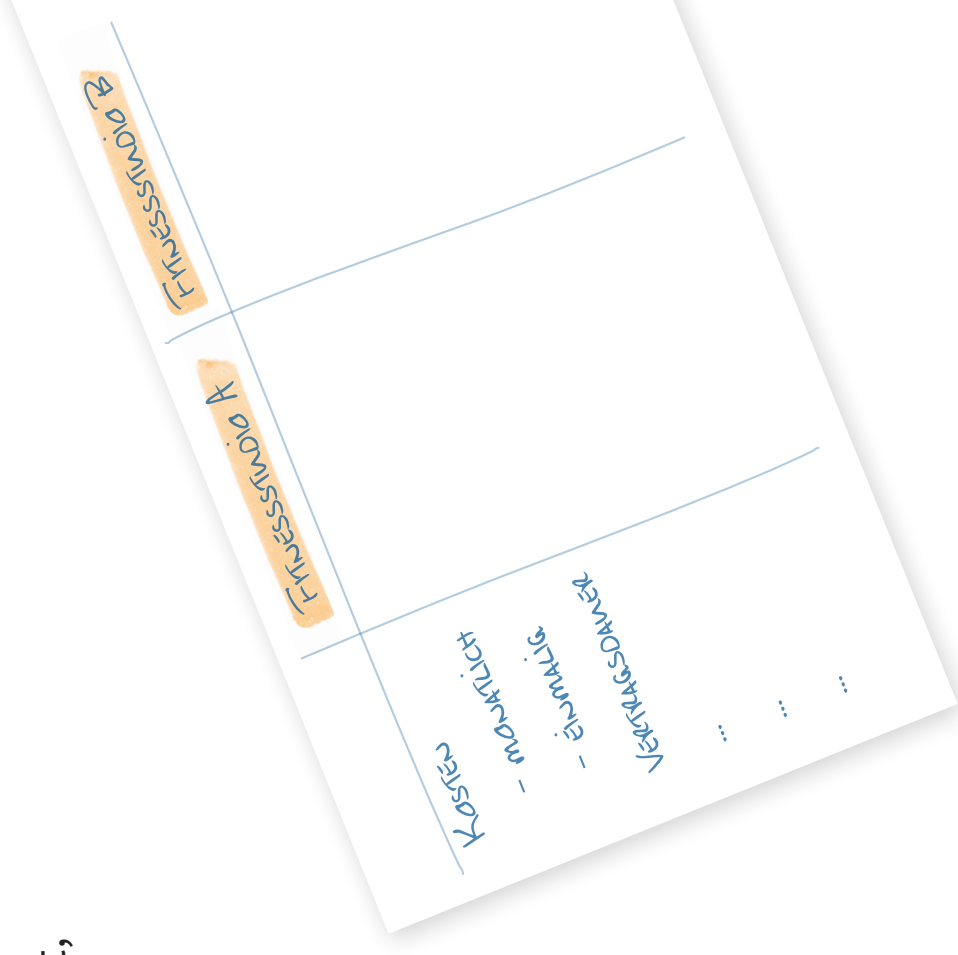 FITNESSSTUDIO A
FITNESSSTUDIO B
KOSTEN
- MONATLICH
- EINMALIG
VERTRAGSDAUER
...
...
...